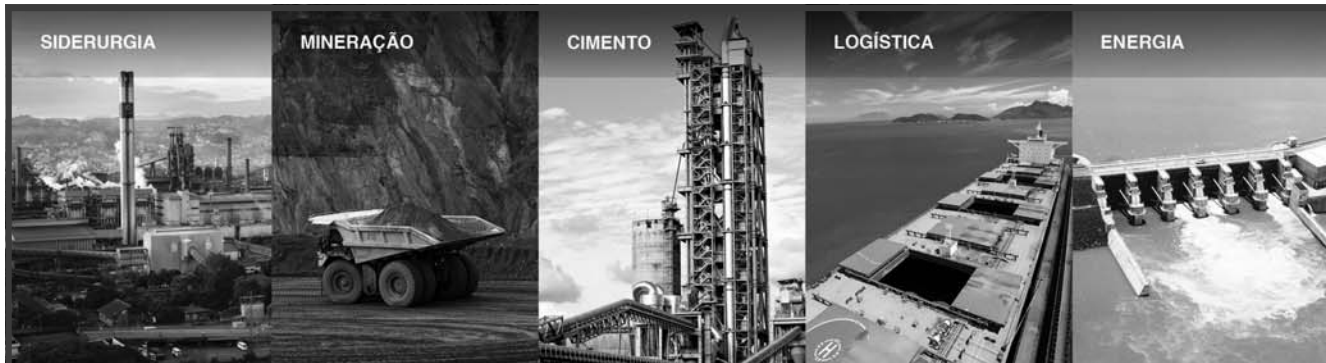 SIDERURGIA
MINERAÇÃO
CIMENTO
LOGÍSTICA
ENERGIA